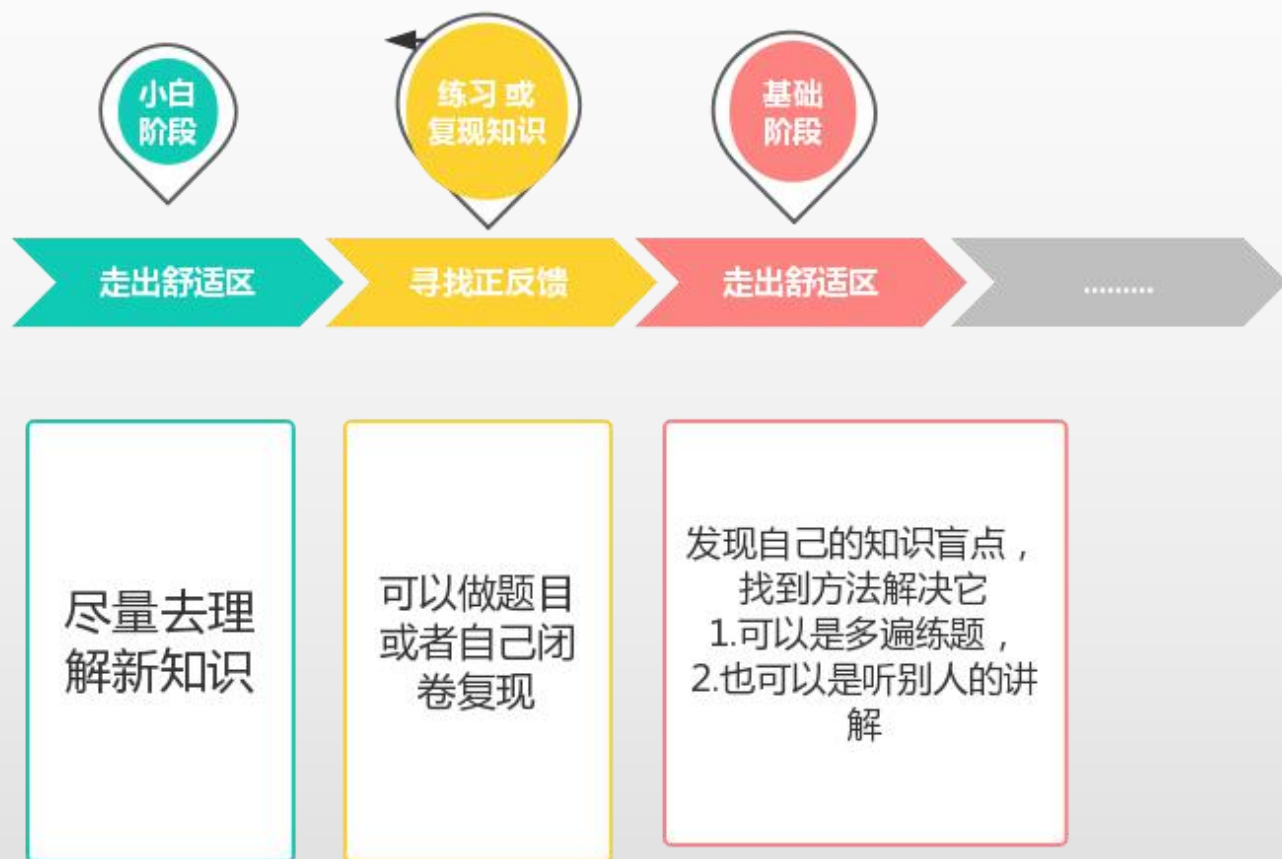 小白
阶段
练习 或
复现知识
基础
阶段
走出舒适区
寻找正反馈
走出舒适区
.........
尽量去理
解新知识
可以做题目
或者自己闭
卷复现
发现自己的知识盲点，
找到方法解决它
1.可以是多遍练题，
2.也可以是听别人的讲
解